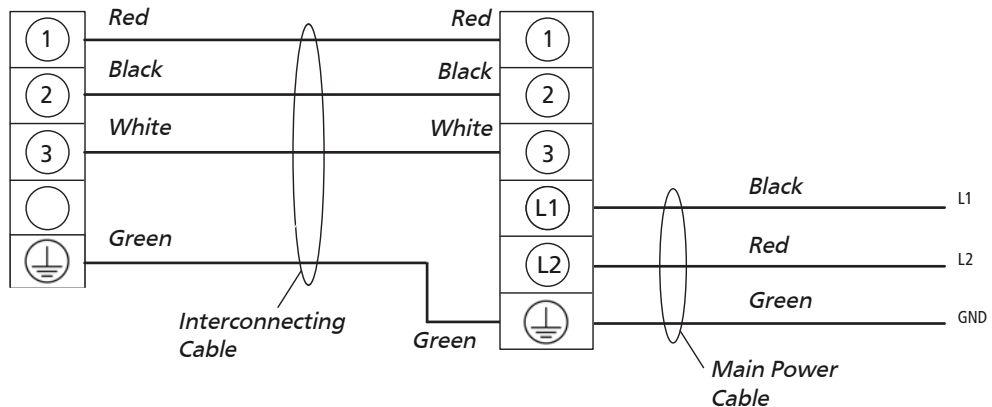 Red
Red
1
1
Black
Black
2
2
White
White
3
3
L1
Black
L1
Green
L2
Red
L2
Green
GND
Interconnecting
Cable
Green
Main Power
Cable